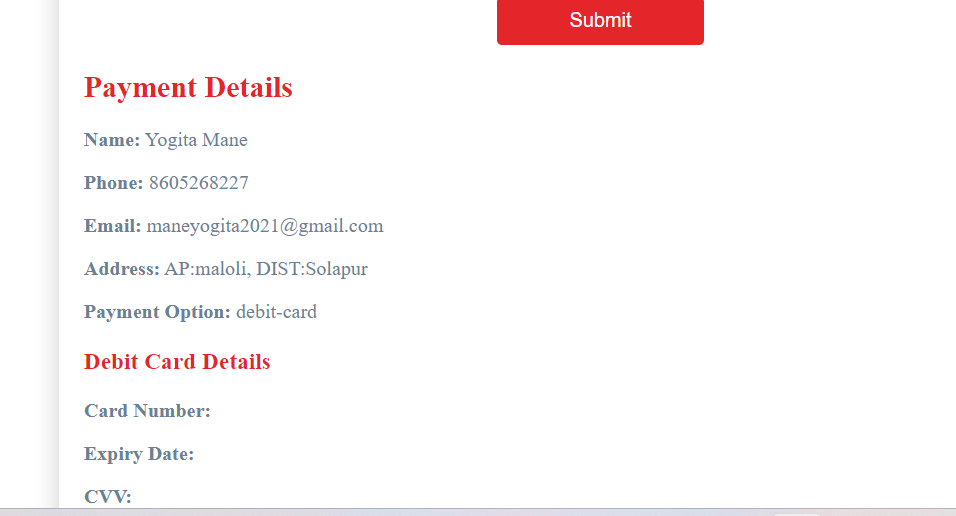 Submit
Payment Details
Name: Yogita Mane
Phone: 8605268227
Email: maneyogita2021@gmail.com
Address: AP:maloli, DIST:Solapur
Payment Option: debit-card
Debit Card Details
Card Number:
Expiry Date:
CVV: